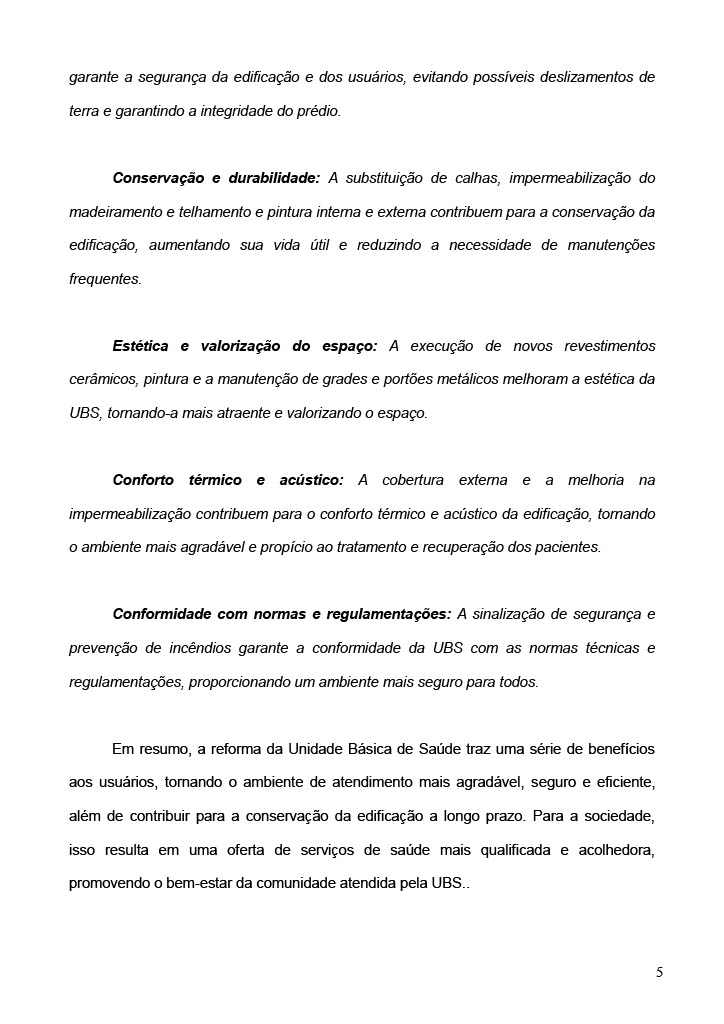 garante a segurança da edificação e dos usuários, evitando possíveis deslizamentos de
terra e garantindo a integridade do prédio.
Conservação e durabilidade: A substituição de calhas, impermeabilização do
madeiramento e telhamento e pintura interna e externa contribuem para a conservação da
edificação, aumentando sua vida útil e reduzindo a necessidade de manutenções
frequentes.
Estética e valorização do espaço: A execução de novos revestimentos
cerâmicos, pintura e a manutenção de grades e portões metálicos melhoram a estética da
UBS, tornando-a mais atraente e valorizando o espaço.
Conforto térmico e acústico: A cobertura externa e a melhoria na
impermeabilização contribuem para o conforto térmico e acústico da edificação, tornando
o ambiente mais agradável e propício ao tratamento e recuperação dos pacientes.
Conformidade com normas e regulamentações: A sinalização de segurança e
prevenção de incêndios garante a conformidade da UBS com as normas técnicas e
regulamentações, proporcionando um ambiente mais seguro para todos.
Em resumo, a reforma da Unidade Básica de Saúde traz uma série de benefícios
aos usuários, tornando o ambiente de atendimento mais agradável, seguro e eficiente,
além de contribuir para a conservação da edificação a longo prazo. Para a sociedade,
isso resulta em uma oferta de serviços de saúde mais qualificada e acolhedora,
promovendo o bem-estar da comunidade atendida pela UBS..
5